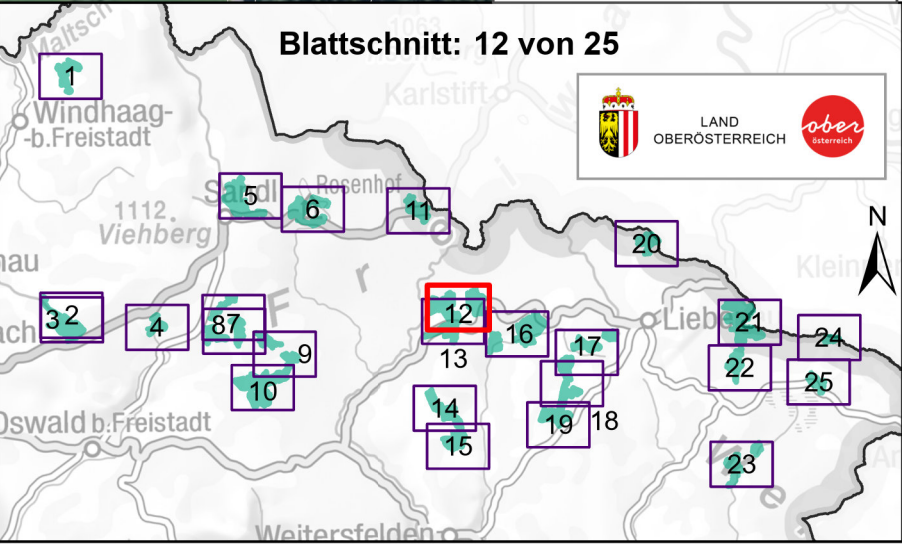 Maltsch
1063
Blattschnitt: 12 von 25
Karlstift
1
Windhaag-
-b.Freistadt
LAND
OBERÖSTERREICH
ober
österreich
Sandl
5
Rosenhof
6
11
1112
Viehberg
N
20
nau
Klein
3
2
4
8
7
F
r
12
16
Lieben
21
24
ach
9
13
17
22
25
10
14
18
Oswald b.Freistadt
15
19
23
W
e
Weitersfelden